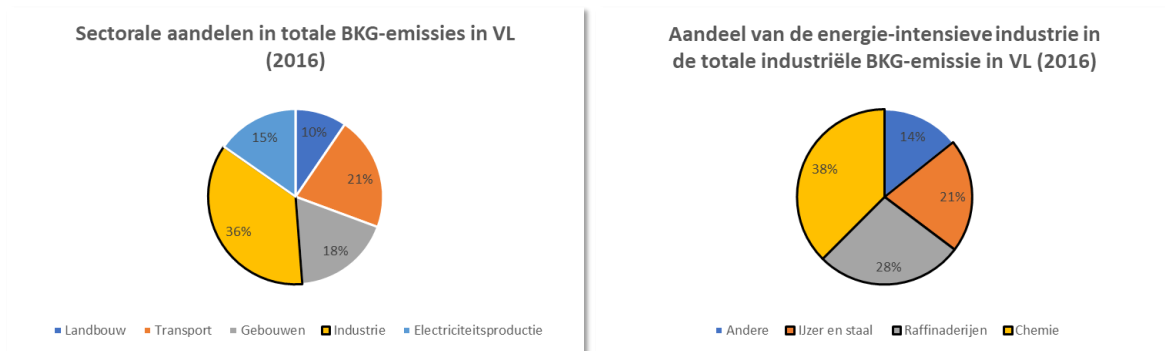 Sectorale aandelen in totale BKG-emissies in VL
(2016)
10%
21%
18%
36%
15%
Landbouw Transport Gebouwen Industrie Electriciteitsproductie
Aandeel van de energie-intensieve industrie in
de totale industriële BKG-emissie in VL (2016)
14%
21%
28%
38%
Andere IJzer en staal Raffinaderijen Chemie